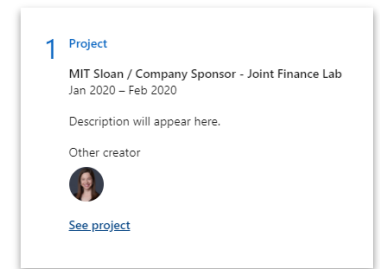 1 Project
MIT Sloan / Company Sponsor - Joint Finance Lab
Jan 2020 – Feb 2020
Description will appear here.
Other creator
See project